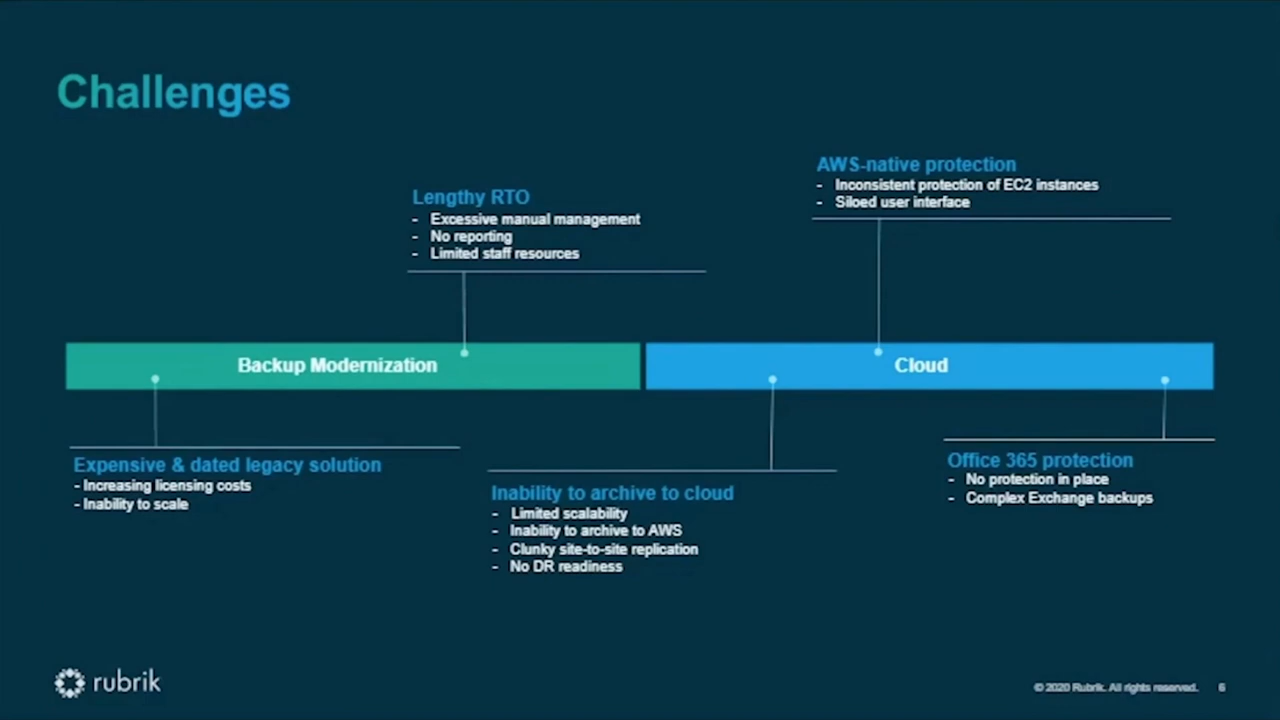 Challenges
AWS-native protection
- Inconsistent protection of EC2 instances
- Siloed user interface
Lengthy RTO
- Excessive manual management
- No reporting
- Limited staff resources
Backup Modernization
Cloud
Expensive & dated legacy solution
- Increasing licensing costs
- Inability to scale
Inability to archive to cloud
- Limited scalability
- Inability to archive to AWS
- Clunky site-to-site replication
- No DR readiness
Office 365 protection
- No protection in place
- Complex Exchange backups
rubrik
© 2020 Rubrik. All rights reserved. 6